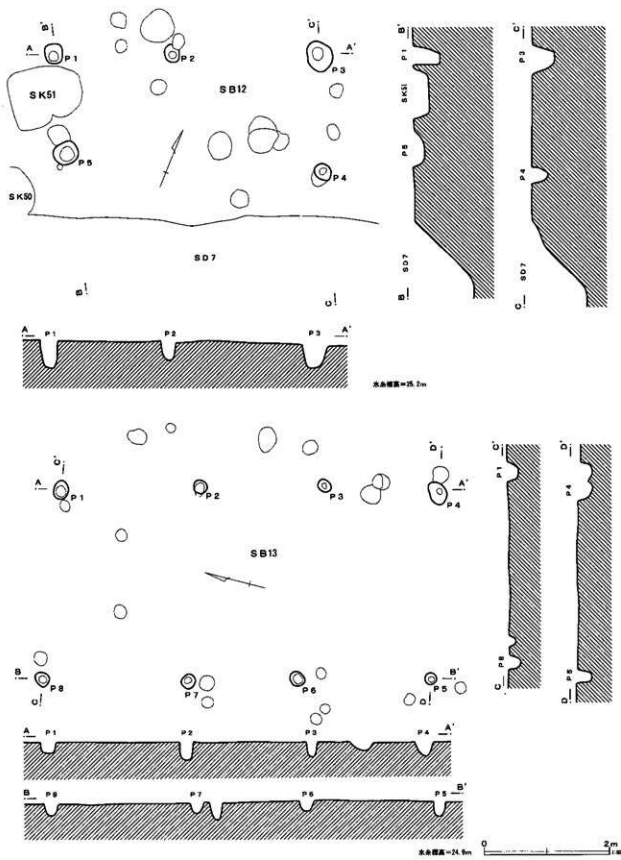 B'
A
P1
P2
C'
A'
P3
SK51
SB12
P5
P4
SK50
SD7
B
C
A
P1
P2
P3
A'
水糸標高=25.2m
B'
P1
SK51
P5
SD7
B
C'
P3
P4
SD7
C
C'
A
P1
P2
P3
D'
A'
P4
SB13
B
P8
C
P7
P6
D
B'
P5
A
P1
P2
P3
P4
A'
B
P8
P7
P6
P5
B'
水糸標高=24.9m
C'
P1
P8
C
D'
P4
P5
D
0
2m